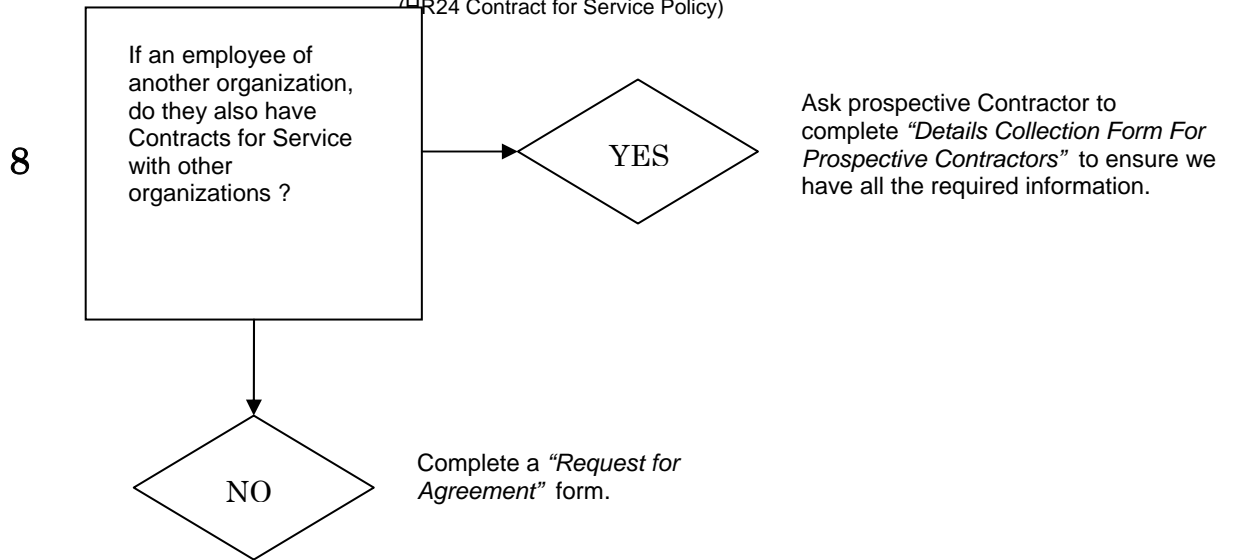 (HR24 Contract for Service Policy)
8
If an employee of
another organization,
do they also have
Contracts for Service
with other
organizations ?
YES
Ask prospective Contractor to
complete “Details Collection Form For
Prospective Contractors” to ensure we
have all the required information.
NO
Complete a “Request for
Agreement” form.